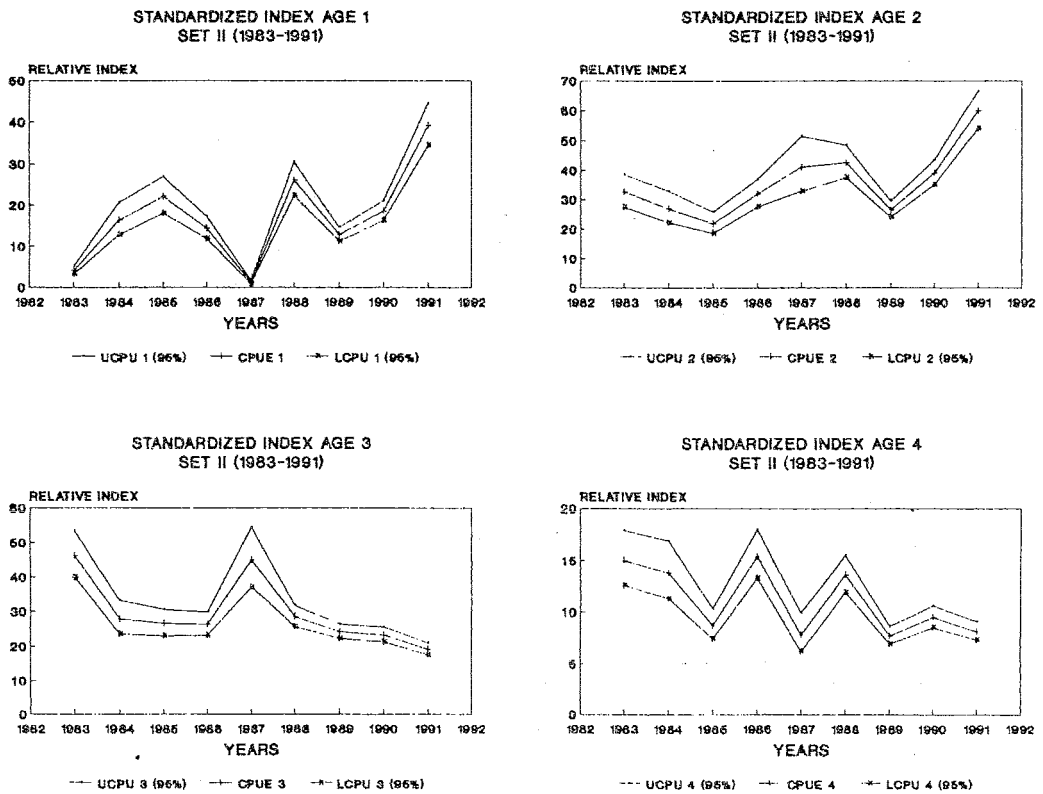 STANDARDIZED INDEX AGE 1
SET II (1983-1991)
RELATIVE INDEX
50
40
30
20
10
0
1982 1983 1984 1985 1986 1987 1988 1989 1990 1991 1992
YEARS
UCPU 1 (95%) CPUE 1 LCPU 1 (95%)
STANDARDIZED INDEX AGE 2
SET II (1983-1991)
RELATIVE INDEX
70
60
50
40
30
20
10
0
1982 1983 1984 1985 1986 1987 1988 1989 1990 1991 1992
YEARS
UCPU 2 (95%) CPUE 2 LCPU 2 (95%)
STANDARDIZED INDEX AGE 3
SET II (1983-1991)
RELATIVE INDEX
60
50
40
30
20
10
0
1982 1983 1984 1985 1986 1987 1988 1989 1990 1991 1992
YEARS
UCPU 3 (95%) CPUE 3 LCPU 3 (95%)
STANDARDIZED INDEX AGE 4
SET II (1983-1991)
RELATIVE INDEX
20
15
10
5
0
1982 1983 1984 1985 1986 1987 1988 1989 1990 1991 1992
YEARS
UCPU 4 (95%) CPUE 4 LCPU 4 (95%)